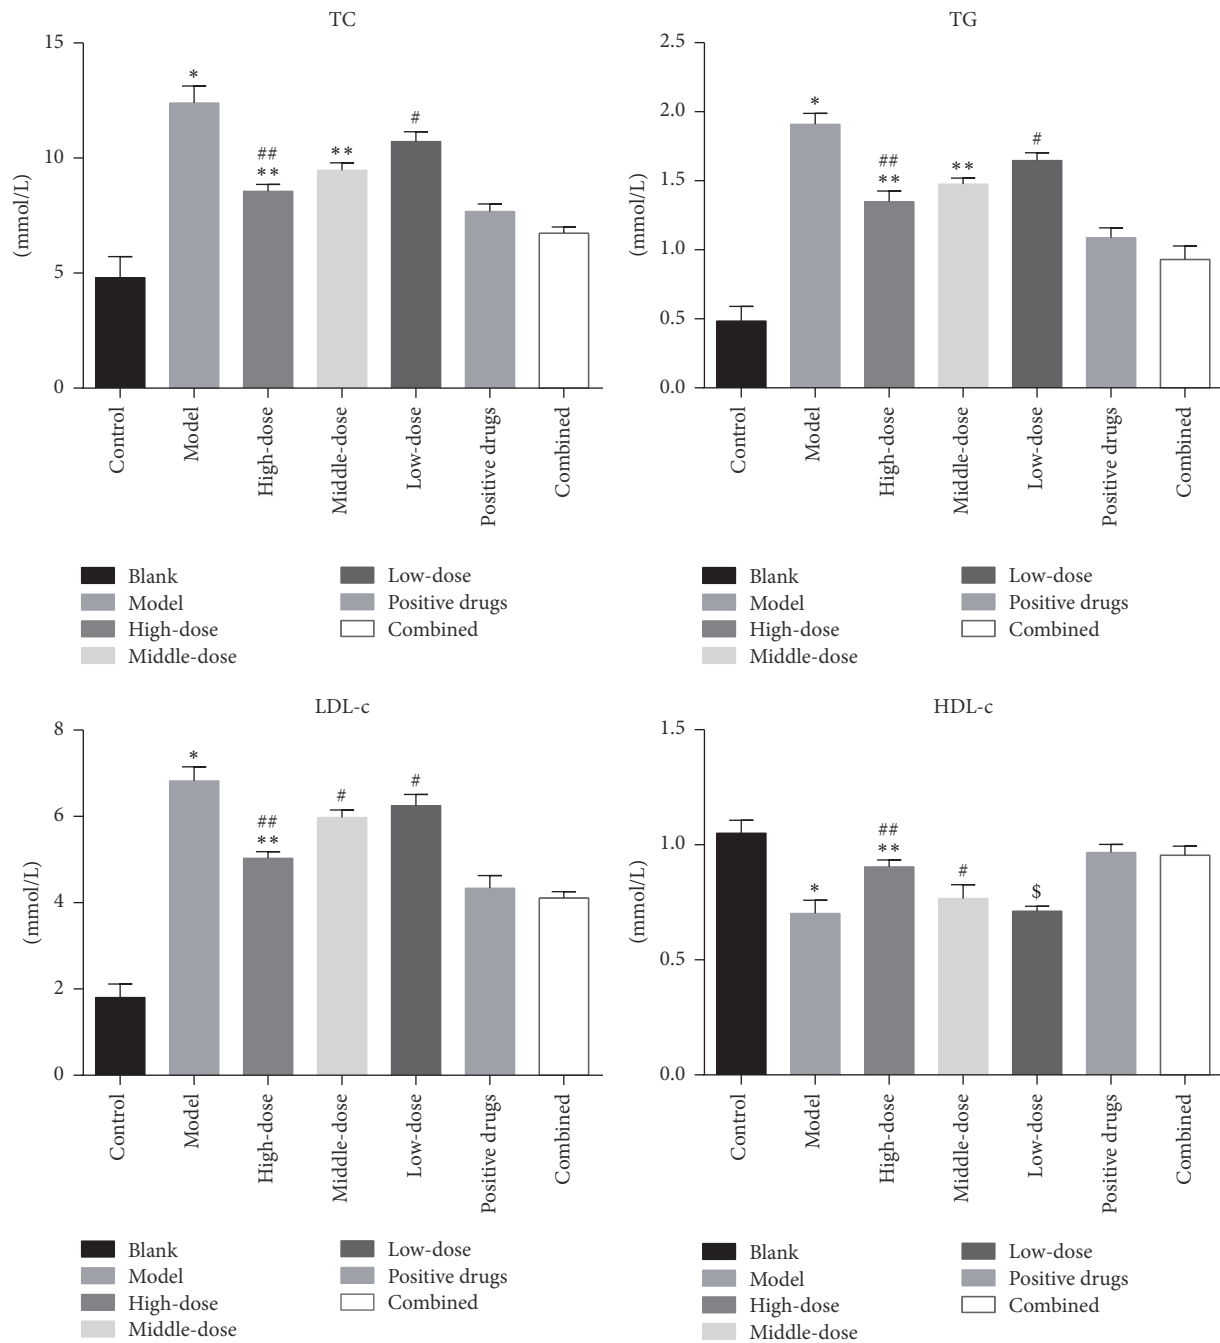 TC
(mmol/L)
15
10
5
0
*
##
**
**
#
Control
Model
High-dose
Middle-dose
Low-dose
Positive drugs
Combined
Blank
Model
High-dose
Middle-dose
Low-dose
Positive drugs
Combined
TG
(mmol/L)
2.5
2.0
1.5
1.0
0.5
0.0
*
##
**
**
#
Control
Model
High-dose
Middle-dose
Low-dose
Positive drugs
Combined
Blank
Model
High-dose
Middle-dose
Low-dose
Positive drugs
Combined
LDL-c
(mmol/L)
8
6
4
2
0
*
##
**
#
#
Control
Model
High-dose
Middle-dose
Low-dose
Positive drugs
Combined
Blank
Model
High-dose
Middle-dose
Low-dose
Positive drugs
Combined
HDL-c
(mmol/L)
1.5
1.0
0.5
0.0
*
##
**
#
$
Control
Model
High-dose
Middle-dose
Low-dose
Positive drugs
Combined
Blank
Model
High-dose
Middle-dose
Low-dose
Positive drugs
Combined